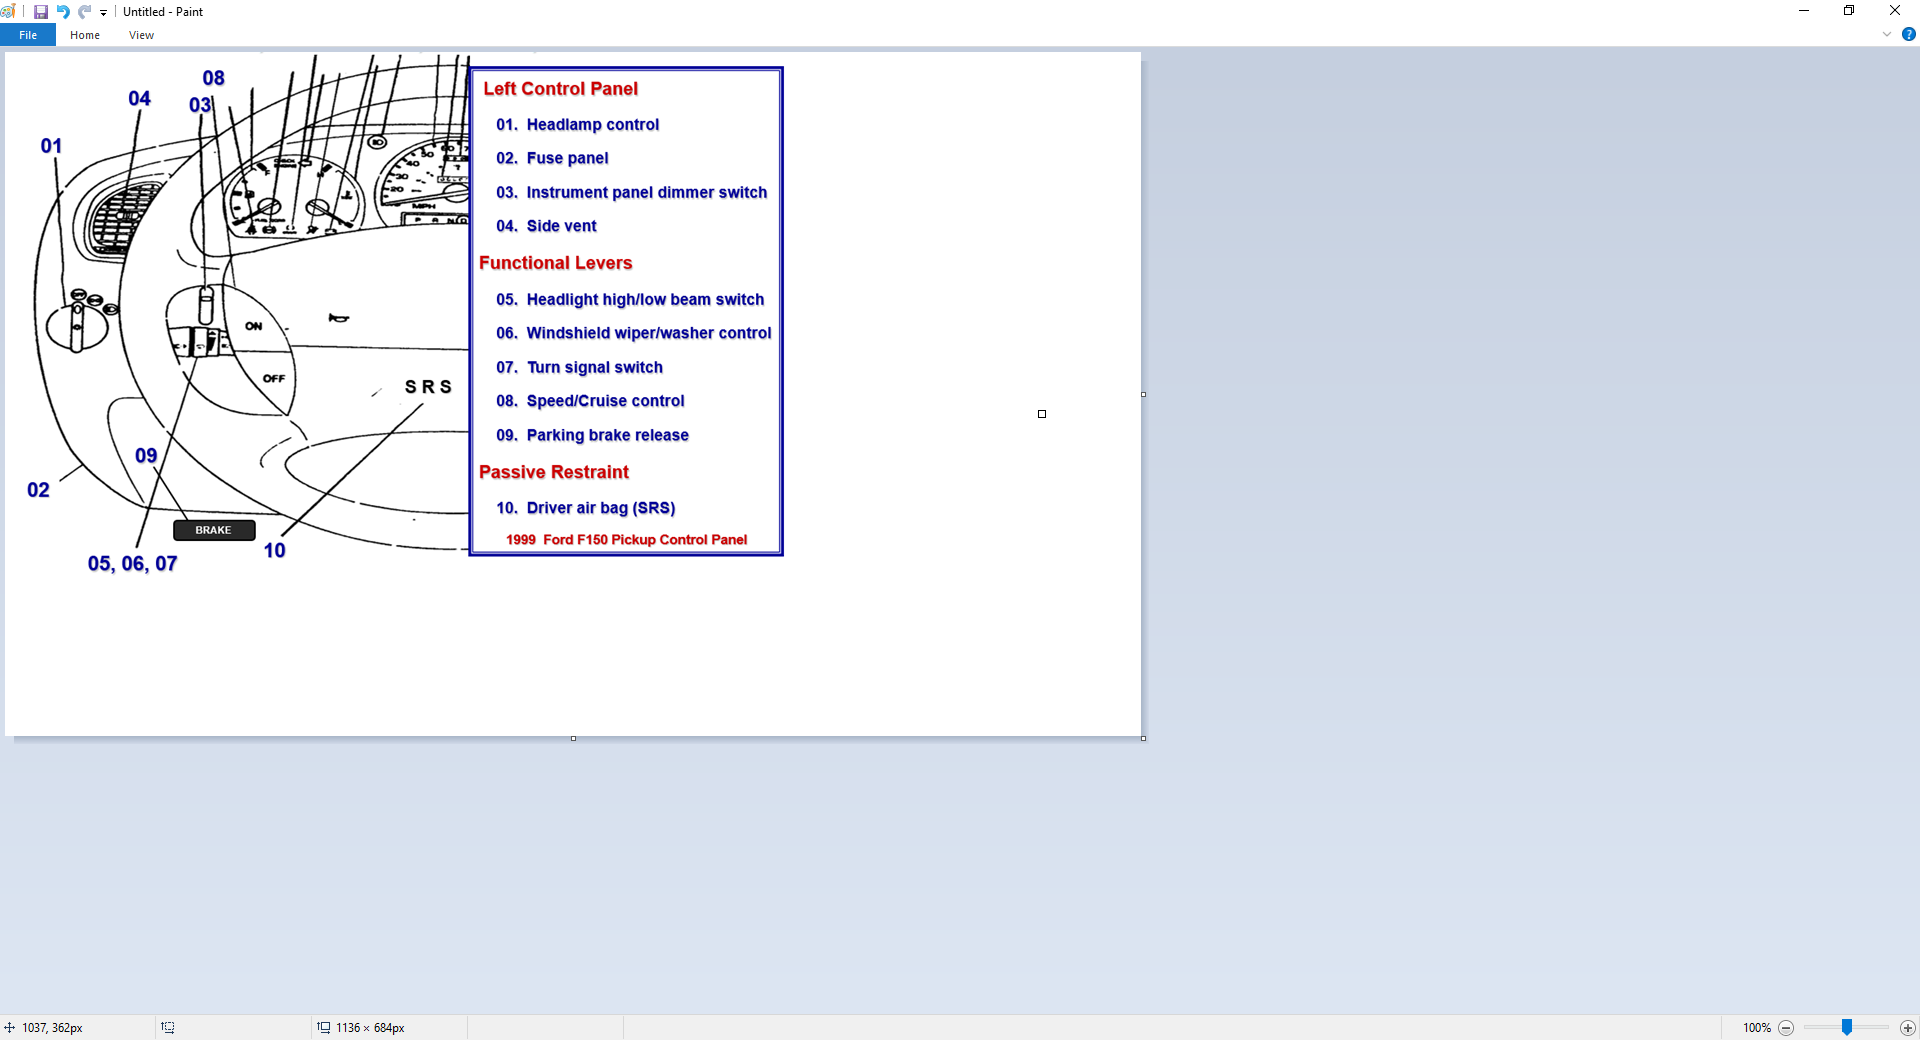 Untitled - Paint
File Home View
08
04
03
01
Left Control Panel
01. Headlamp control
02. Fuse panel
03. Instrument panel dimmer switch
04. Side vent
Functional Levers
05. Headlight high/low beam switch
06. Windshield wiper/washer control
07. Turn signal switch
08. Speed/Cruise control
09. Parking brake release
Passive Restraint
10. Driver air bag (SRS)
1999 Ford F150 Pickup Control Panel
50
40
30
20
MPH
P A N D
ON
OFF
S R S
09
02
BRAKE
10
05, 06, 07
1037, 362px
1136 × 684px
100%